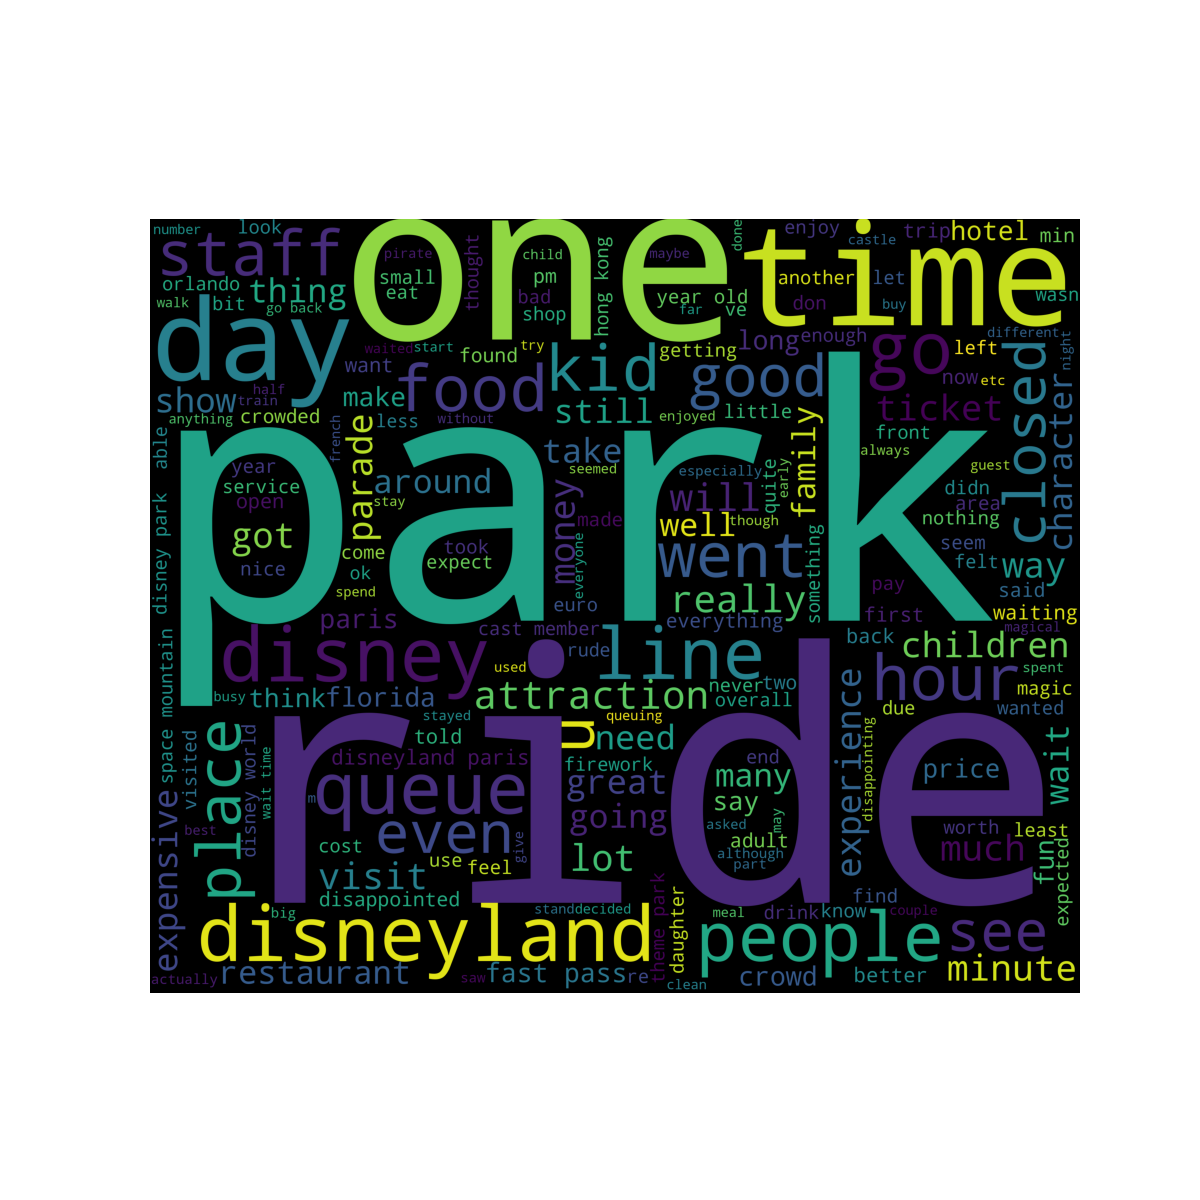 number
look
pirate
one
child
hong kong
done
maybe
enjoy
castle
trip
hotel
min
staff
orlando
thing
small
eat
thought
pm
bad
shop
year old
ve
far
time
another
let
don
buy
wasn
walk
bit
go back
day
waited
start
try
found
getting
long
enough
go
left
different
night
want
food
kid
good
now
etc
closed
show
half
train
make
less
without
still
enjoyed
little
ticket
character
anything
crowded
parade
french
park
take
seemed
especially
quite
early
family
front
always
guest
able
year
service
open
around
stay
money
made
will
well
though
didn
area
nothing
disney park
got
nice
come
ok
spend
took
expect
everyone
went
something
seem
felt
way
euro
really
pay
first
said
waiting
paris
cast member
everything
rude
back
magical
disney
line
children
used
hour
spent
space mountain
busy
think
florida
attraction
never
two
overall
magic
due
wanted
visited
place
disney world
wait time
stayed
told
queuing
u
need
disneyland paris
firework
end
experience
disappointing
price
wait
expensive
m
queue
great
many
say
may
ride
best
even
give
going
asked
adult
although
part
worth
much
least
fun
expected
cost
use
feel
lot
visit
disappointed
find
big
stand
decided
meal
drink
know
couple
disneyland
daughter
theme park
people
see
actually
restaurant
saw
fast pass
re
clean
crowd
better
minute